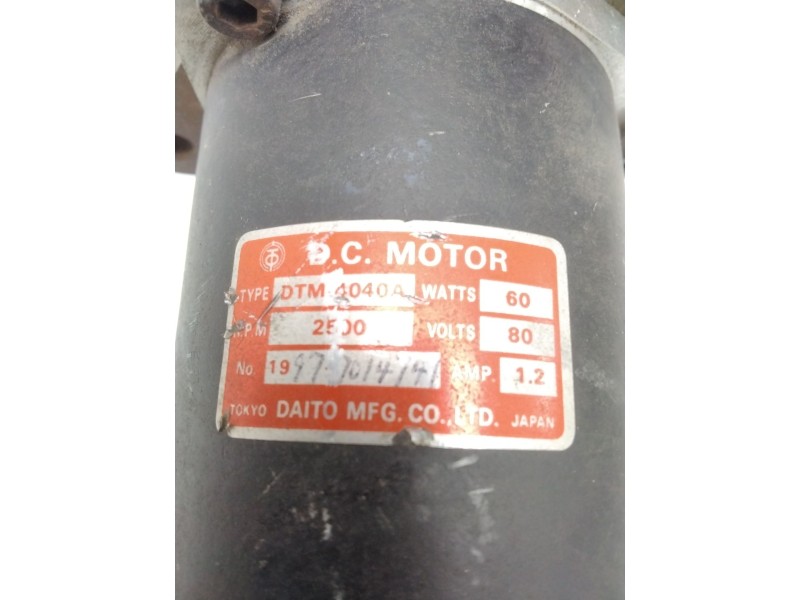 D.C. MOTOR
TYPE DTM-4040A WATTS 60
R.P.M 2500 VOLTS 80
No. 19 AMP. 1.2
TOKYO DAITO MFG. CO., LTD. JAPAN